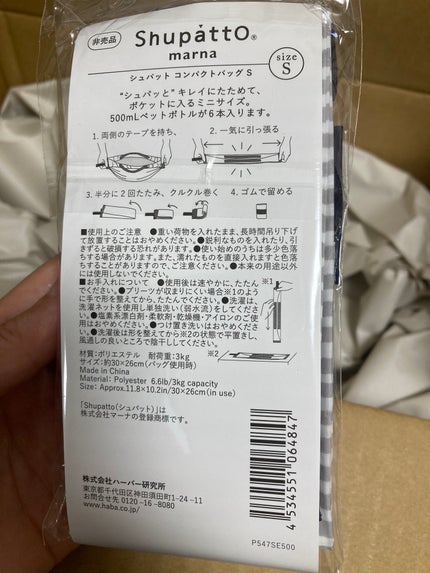 非売品
Shupatto®
marna
size
S
シュパット コンパクトバッグ S
“シュパッと” キレイにたためて、
ポケットに入るミニサイズ。
500mLペットボトルが6本入ります。
1. 両側のテープを持ち、
2. 一気に引っ張る
3. 半分に2回たたみ、クルクル巻く
4. ゴムで留める
■使用上のご注意 ●重い荷物を入れたまま、長時間吊り下げ
て放置することはおやめください。●鋭利なものを入れたり、引
きずると破損する恐れがあります。●使い始めのうちは多少色落
ちする場合があります。また、濡れたものを直接入れますと色落
ちすることがありますので、ご注意ください。●本来の用途以外
には使用しないでください。
■お手入れについて ●使用後は速やかに、たたん
でください。●プリーツが収まりにくい場合※1のよう
に手で形を整えてから、たたんでください。●洗濯は、
洗濯ネットを使用し単独洗い(弱水流)をしてくださ
い。●塩素系漂白剤・柔軟剤・乾燥機・アイロンのご使用
はおやめください。●つけ置き洗いはおやめくださ
い。●洗濯後は形を整えてから※2の状態で平置きし、
風通しの良いところで陰干ししてください。
※1
※2
材質:ポリエステル 耐荷重:3kg
サイズ:約30×26cm(バッグ使用時)
Made in China
Material: Polyester 6.6lb/3kg capacity
Size: Approx.11.8×10.2in/30×26cm(in use)
「Shupatto(シュパット)」は
株式会社マーナの登録商標です。
株式会社ハーバー研究所
東京都千代田区神田須田町1-24-11
お問合せ先 0120-16-8080
www.haba.co.jp
4 534551 064847
P547SE500